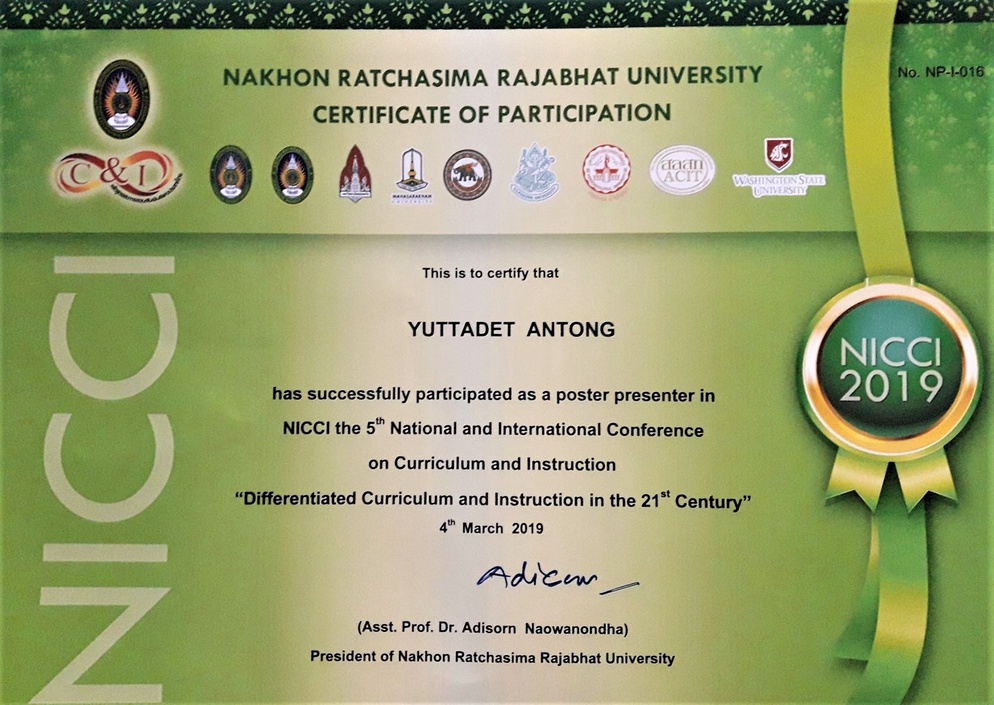 No. NP-I-016
NAKHON RATCHASIMA RAJABHAT UNIVERSITY
CERTIFICATE OF PARTICIPATION
C&I
MAHASARAKHAM
UNIVERSITY
ACIT
WASHINGTON STATE
UNIVERSITY
This is to certify that
YUTTADET ANTONG
has successfully participated as a poster presenter in
NICCI the 5th National and International Conference
on Curriculum and Instruction
“Differentiated Curriculum and Instruction in the 21st Century”
4th March 2019
(Asst. Prof. Dr. Adisorn Naowanondha)
President of Nakhon Ratchasima Rajabhat University
NICCI
NICCI
2019